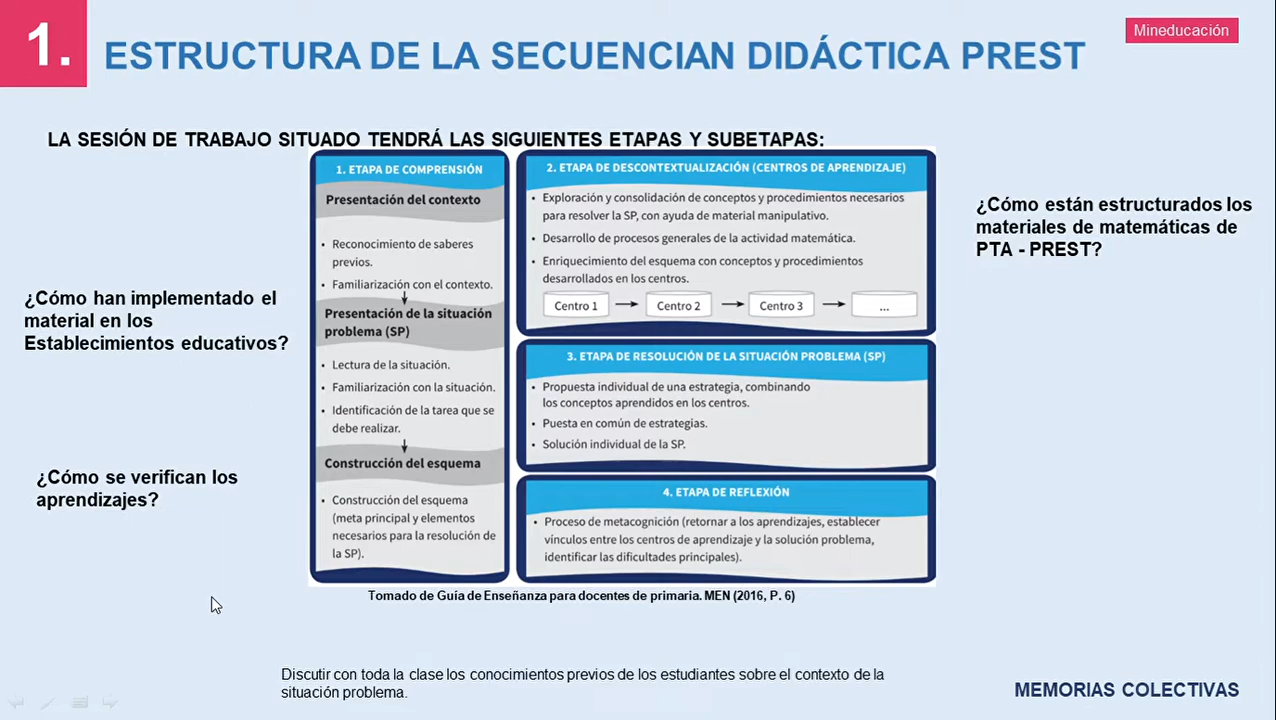 1.
ESTRUCTURA DE LA SECUENCIAN DIDÁCTICA PREST
Mineducación
LA SESIÓN DE TRABAJO SITUADO TENDRÁ LAS SIGUIENTES ETAPAS Y SUBETAPAS:
¿Cómo han implementado el
material en los
Establecimientos educativos?
¿Cómo se verifican los
aprendizajes?
1. ETAPA DE COMPRENSIÓN
Presentación del contexto
• Reconocimiento de saberes
previos.
• Familiarización con el contexto.
Presentación de la situación
problema (SP)
• Lectura de la situación.
• Familiarización con la situación.
• Identificación de la tarea que se
debe realizar.
Construcción del esquema
• Construcción del esquema
(meta principal y elementos
necesarios para la resolución de
la SP).
2. ETAPA DE DESCONTEXTUALIZACIÓN (CENTROS DE APRENDIZAJE)
• Exploración y consolidación de conceptos y procedimientos necesarios
para resolver la SP, con ayuda de material manipulativo.
• Desarrollo de procesos generales de la actividad matemática.
• Enriquecimiento del esquema con conceptos y procedimientos
desarrollados en los centros.
Centro 1 → Centro 2 → Centro 3 → ...
3. ETAPA DE RESOLUCIÓN DE LA SITUACIÓN PROBLEMA (SP)
• Propuesta individual de una estrategia, combinando
los conceptos aprendidos en los centros.
• Puesta en común de estrategias.
• Solución individual de la SP.
4. ETAPA DE REFLEXIÓN
• Proceso de metacognición (retornar a los aprendizajes, establecer
vínculos entre los centros de aprendizaje y la solución problema,
identificar las dificultades principales).
¿Cómo están estructurados los
materiales de matemáticas de
PTA - PREST?
Tomado de Guía de Enseñanza para docentes de primaria. MEN (2016, P. 6)
Discutir con toda la clase los conocimientos previos de los estudiantes sobre el contexto de la
situación problema.
MEMORIAS COLECTIVAS